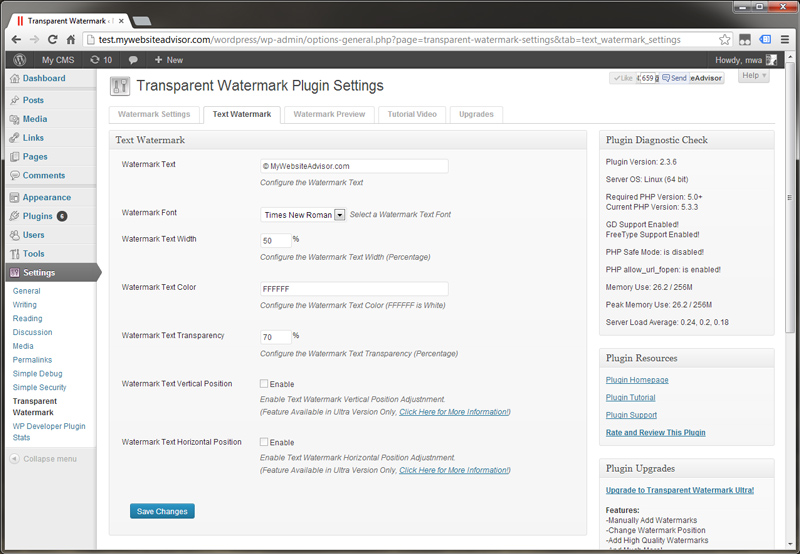 Transparent Watermark ‹
test.mywebsiteadvisor.com/wordpress/wp-admin/options-general.php?page=transparent-watermark-settings&tab=text_watermark_settings
My CMS 10 + New Howdy, mwa
Dashboard
Posts
Media
Links
Pages
Comments
Appearance
Plugins 6
Users
Tools
Settings
General
Writing
Reading
Discussion
Media
Permalinks
Simple Debug
Simple Security
Transparent
Watermark
WP Developer Plugin
Stats
Collapse menu
Transparent Watermark Plugin Settings
Like 659 Send eAdvisor
Help
Watermark Settings Text Watermark Watermark Preview Tutorial Video Upgrades
Text Watermark
Watermark Text © MyWebsiteAdvisor.com
Configure the Watermark Text
Watermark Font Times New Roman Select a Watermark Text Font
Watermark Text Width 50 %
Configure the Watermark Text Width (Percentage)
Watermark Text Color FFFFFF
Configure the Watermark Text Color (FFFFFF is White)
Watermark Text Transparency 70 %
Configure the Watermark Text Transparency (Percentage)
Watermark Text Vertical Position Enable
Enable Text Watermark Vertical Position Adjustment.
(Feature Available in Ultra Version Only, Click Here for More Information!)
Watermark Text Horizontal Position Enable
Enable Text Watermark Horizontal Position Adjustment.
(Feature Available in Ultra Version Only, Click Here for More Information!)
Save Changes
Plugin Diagnostic Check
Plugin Version: 2.3.6
Server OS: Linux (64 bit)
Required PHP Version: 5.0+
Current PHP Version: 5.3.3
GD Support Enabled!
FreeType Support Enabled!
PHP Safe Mode: is disabled!
PHP allow_url_fopen: is enabled!
Memory Use: 26.2 / 256M
Peak Memory Use: 26.2 / 256M
Server Load Average: 0.24, 0.2, 0.18
Plugin Resources
Plugin Homepage
Plugin Tutorial
Plugin Support
Rate and Review This Plugin
Plugin Upgrades
Upgrade to Transparent Watermark Ultra!
Features:
-Manually Add Watermarks
-Change Watermark Position
-Add High Quality Watermarks
-And Much More!